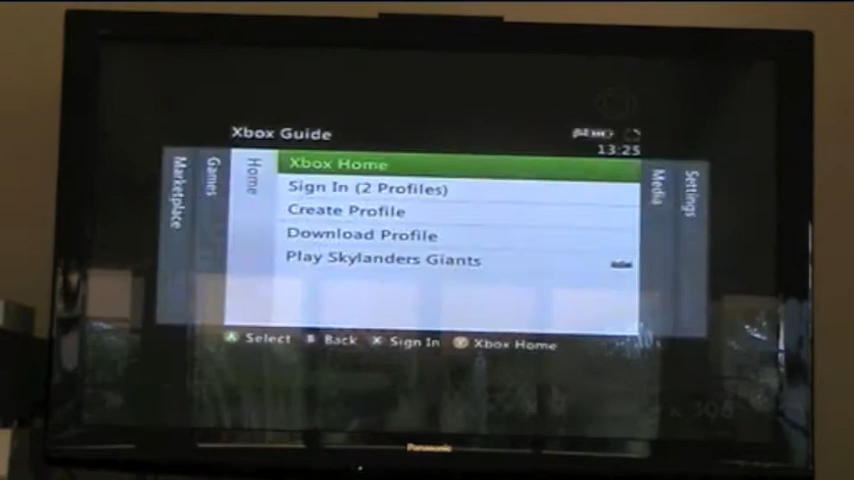 Xbox Guide
13:25
Marketplace
Games
Home
Xbox Home
Sign In (2 Profiles)
Create Profile
Download Profile
Play Skylanders Giants
Media
Settings
A Select B Back X Sign In Y Xbox Home
Panasonic